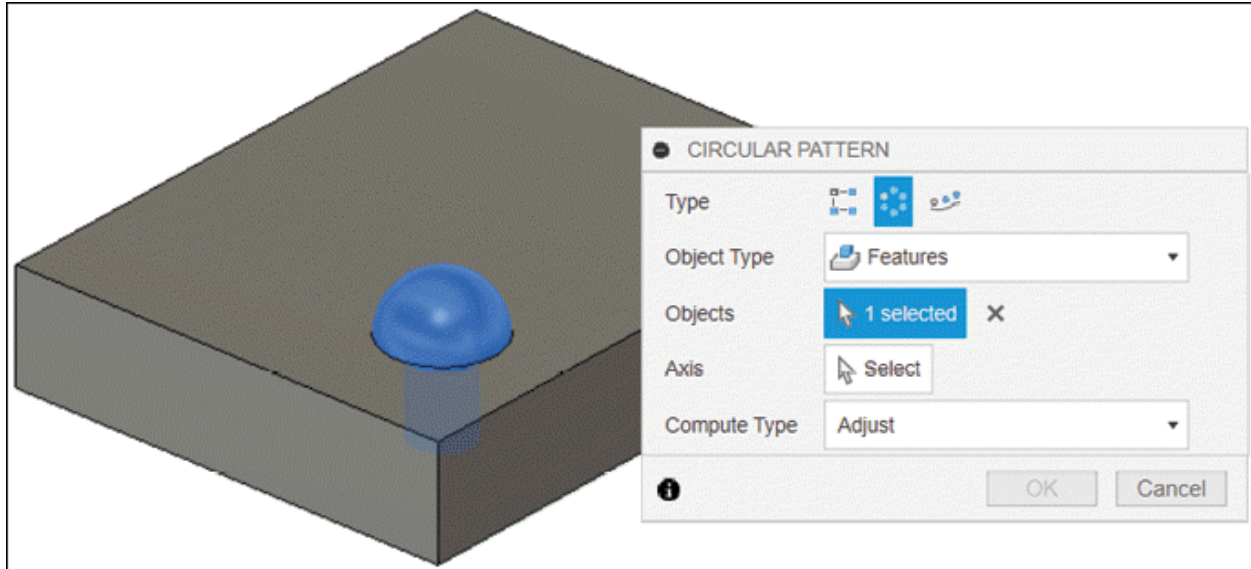 CIRCULAR PATTERN
Type
Object Type Features
Objects 1 selected
Axis Select
Compute Type Adjust
OK Cancel